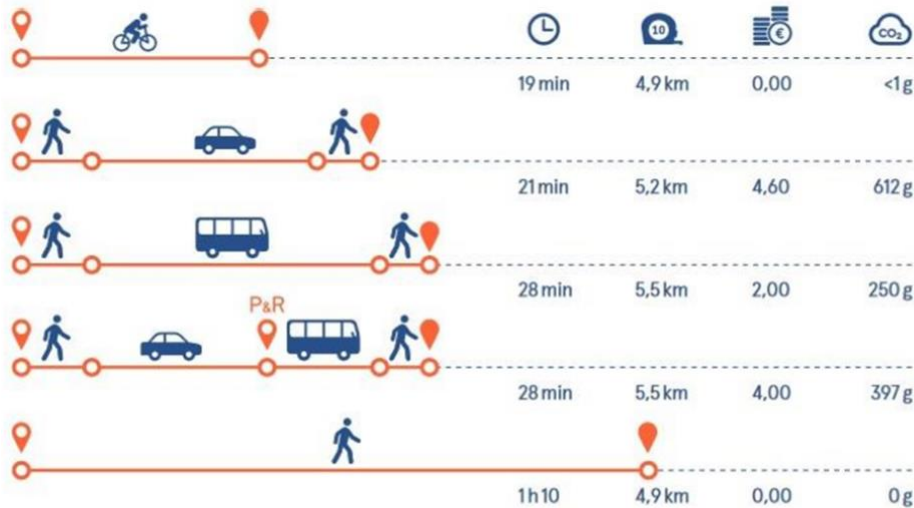 10 € CO₂
19 min 4,9 km 0,00 <1 g
21 min 5,2 km 4,60 612 g
28 min 5,5 km 2,00 250 g
P&R
28 min 5,5 km 4,00 397 g
1 h 10 4,9 km 0,00 0 g